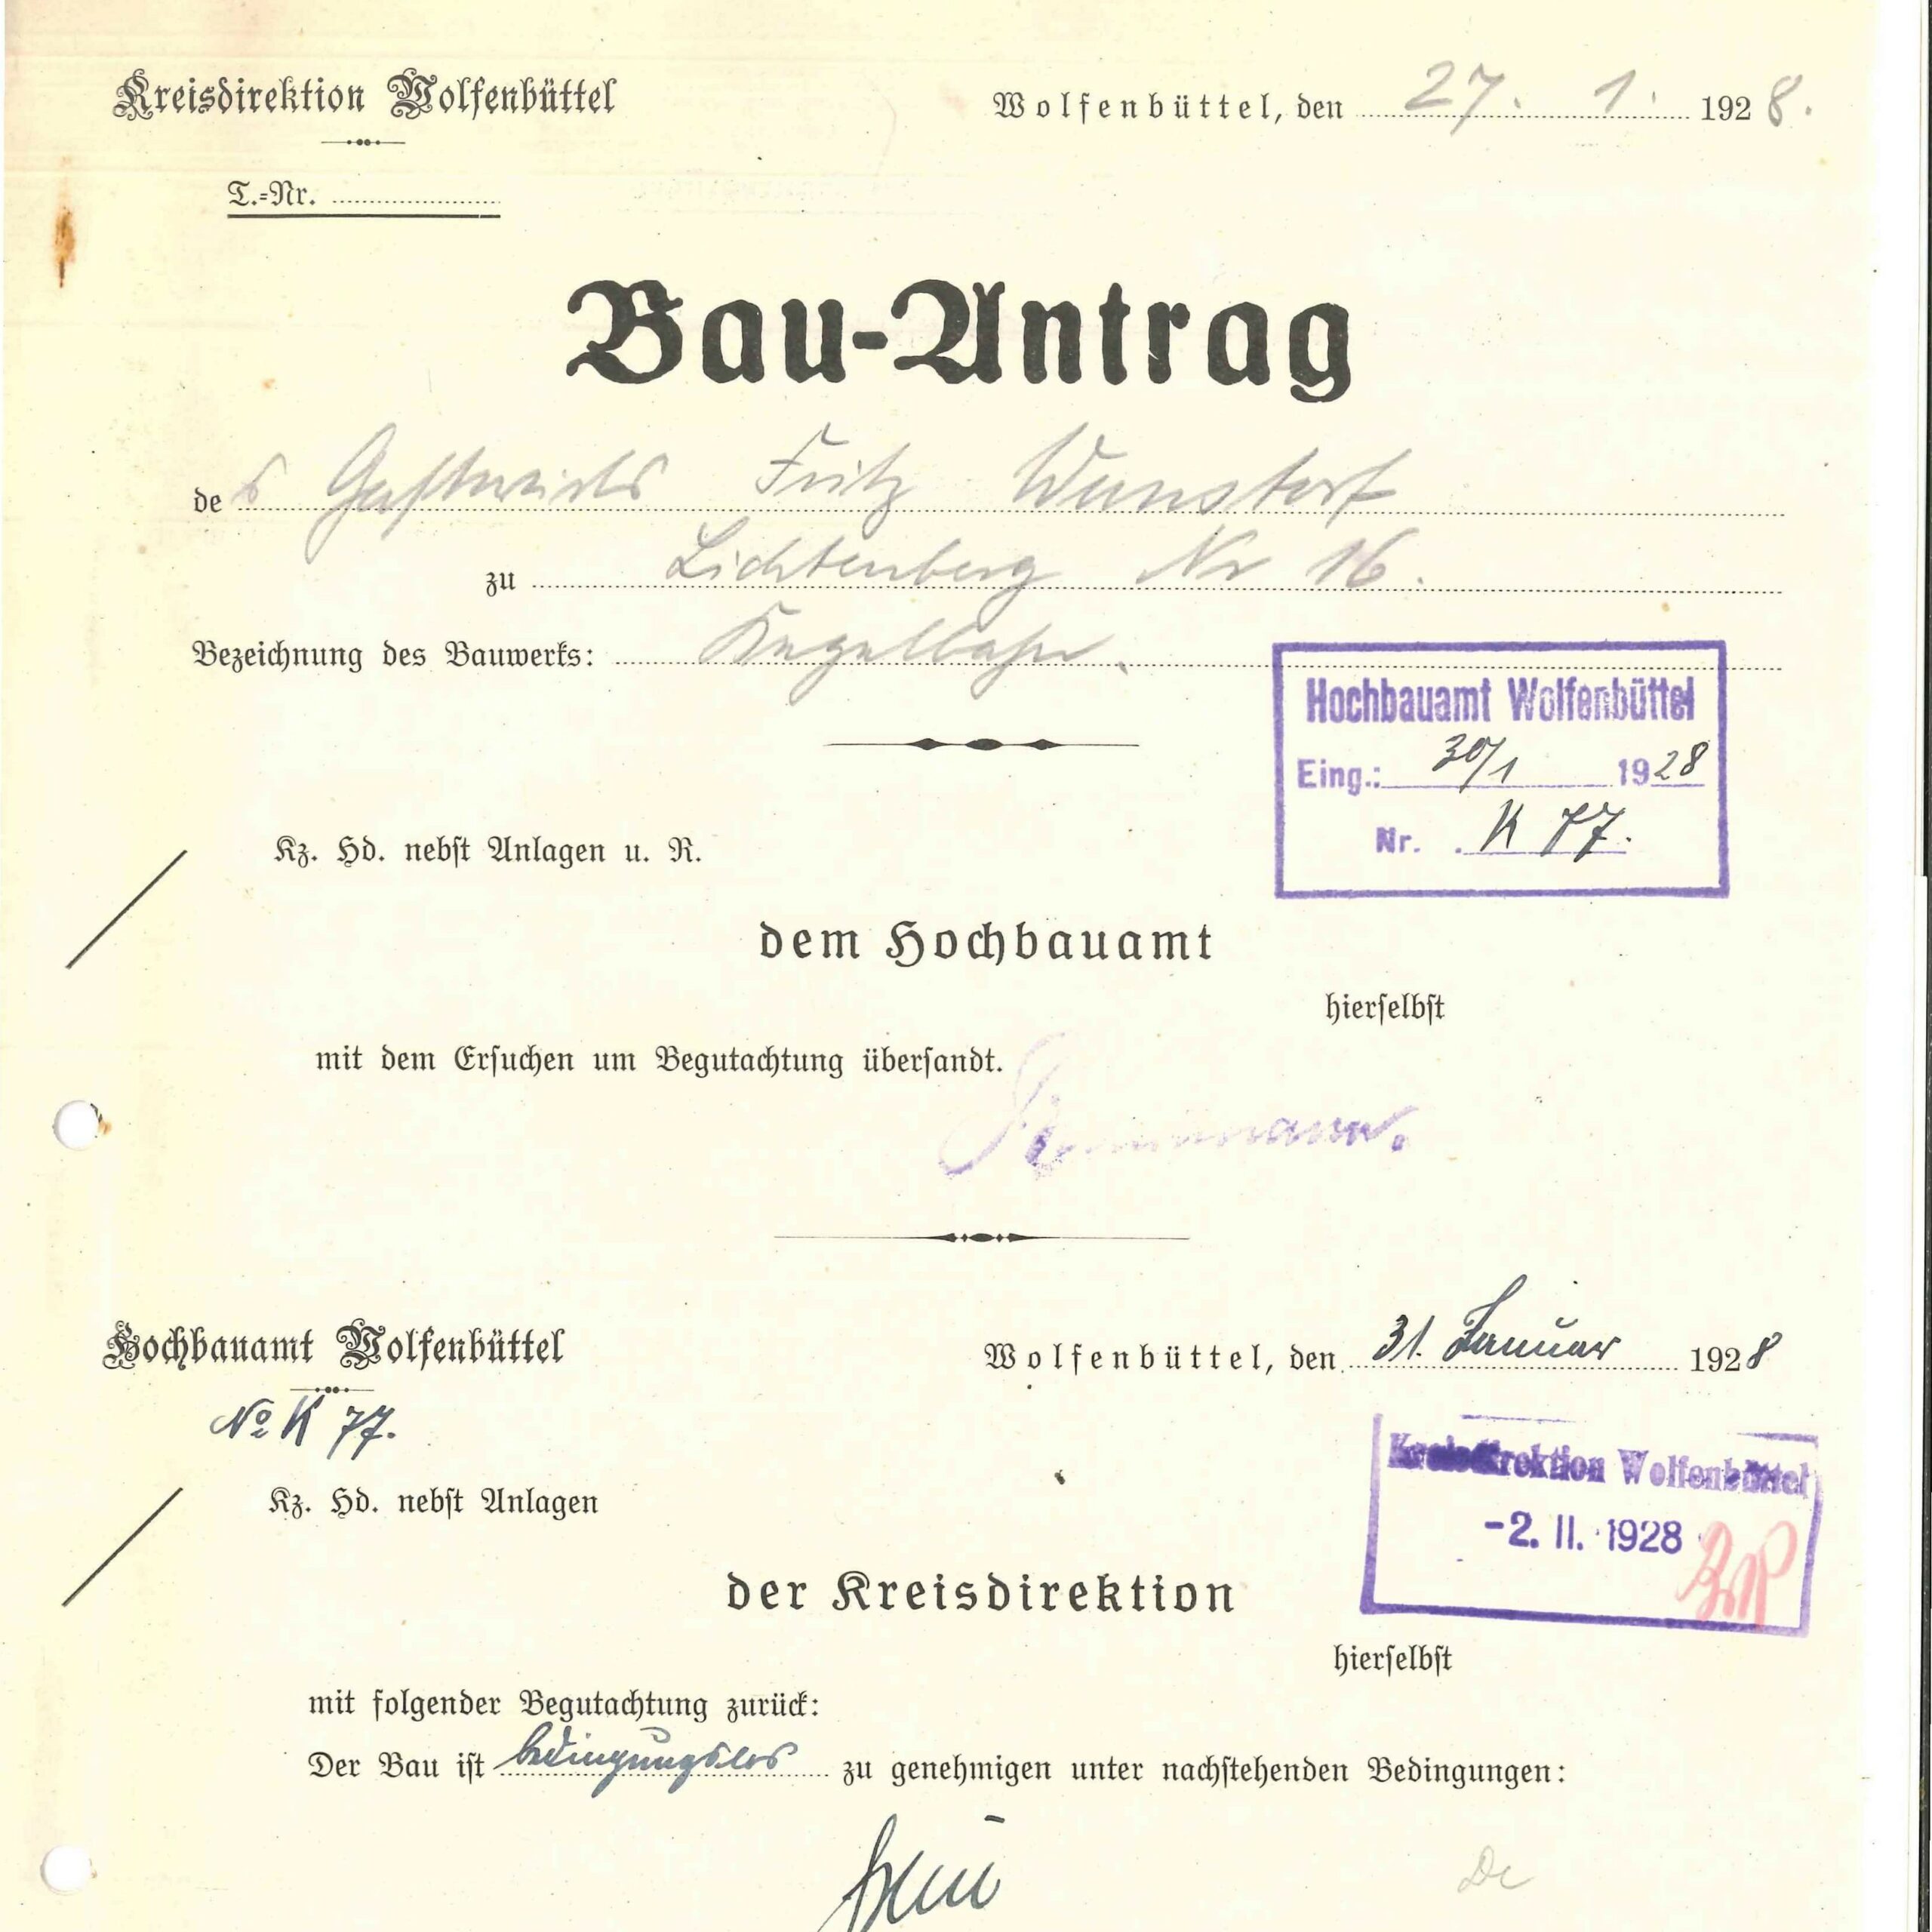 Kreisdirektion Wolfenbüttel
Wolfenbüttel, den 27. 1. 1928.
T.-Nr.
Bau-Antrag
des Gastwirts Fritz Wunstorf
zu Lichtenberg Nr 16.
Bezeichnung des Bauwerks: Kegelbahn.
Hochbauamt Wolfenbüttel
Eing.: 30/1 1928
Nr. K 77.
Kz. Hd. nebst Anlagen u. R.
dem Hochbauamt
hierselbst
mit dem Ersuchen um Begutachtung übersandt.
Hochbauamt Wolfenbüttel
Wolfenbüttel, den 31. Januar 1928
No K 77.
Kreisdirektion Wolfenbüttel
-2. II. 1928
Kz. Hd. nebst Anlagen
der Kreisdirektion
hierselbst
mit folgender Begutachtung zurück:
Der Bau ist bedingungslos zu genehmigen unter nachstehenden Bedingungen: